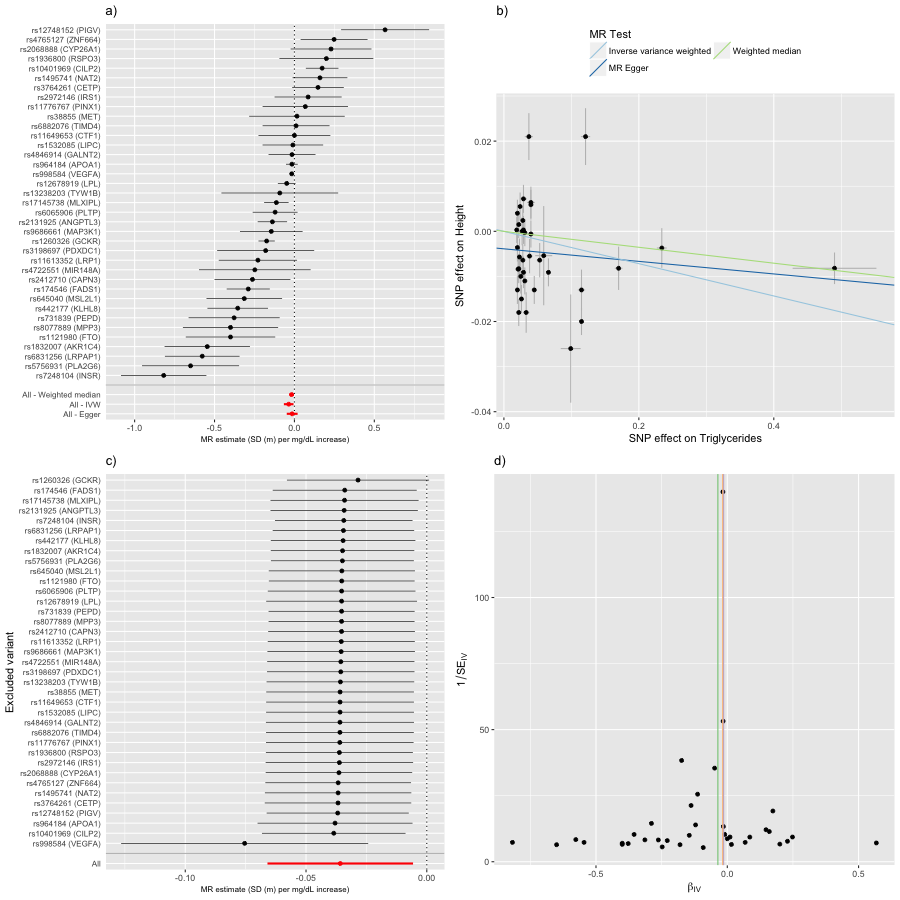 a)
rs12748152 (PIGV)
rs4765127 (ZNF664)
rs2068888 (CYP26A1)
rs1936800 (RSPO3)
rs10401969 (CILP2)
rs1495741 (NAT2)
rs3764261 (CETP)
rs2972146 (IRS1)
rs11776767 (PINX1)
rs38855 (MET)
rs6882076 (TIMD4)
rs11649653 (CTF1)
rs1532085 (LIPC)
rs4846914 (GALNT2)
rs964184 (APOA1)
rs998584 (VEGFA)
rs12678919 (LPL)
rs13238203 (TYW1B)
rs17145738 (MLXIPL)
rs6065906 (PLTP)
rs2131925 (ANGPTL3)
rs9686661 (MAP3K1)
rs1260326 (GCKR)
rs3198697 (PDXDC1)
rs11613352 (LRP1)
rs4722551 (MIR148A)
rs2412710 (CAPN3)
rs174546 (FADS1)
rs645040 (MSL2L1)
rs442177 (KLHL8)
rs731839 (PEPD)
rs8077889 (MPP3)
rs1121980 (FTO)
rs1832007 (AKR1C4)
rs6831256 (LRPAP1)
rs5756931 (PLA2G6)
rs7248104 (INSR)
All - Weighted median
All - IVW
All - Egger
-1.0 -0.5 0.0 0.5
MR estimate (SD (m) per mg/dL increase)
b)
MR Test
Inverse variance weighted Weighted median
MR Egger
SNP effect on Height
0.02
0.00
-0.02
-0.04
0.0 0.2 0.4
SNP effect on Triglycerides
c)
Excluded variant
rs1260326 (GCKR)
rs174546 (FADS1)
rs17145738 (MLXIPL)
rs2131925 (ANGPTL3)
rs7248104 (INSR)
rs6831256 (LRPAP1)
rs442177 (KLHL8)
rs1832007 (AKR1C4)
rs5756931 (PLA2G6)
rs645040 (MSL2L1)
rs1121980 (FTO)
rs6065906 (PLTP)
rs12678919 (LPL)
rs731839 (PEPD)
rs8077889 (MPP3)
rs2412710 (CAPN3)
rs11613352 (LRP1)
rs9686661 (MAP3K1)
rs4722551 (MIR148A)
rs3198697 (PDXDC1)
rs13238203 (TYW1B)
rs38855 (MET)
rs11649653 (CTF1)
rs1532085 (LIPC)
rs4846914 (GALNT2)
rs6882076 (TIMD4)
rs11776767 (PINX1)
rs1936800 (RSPO3)
rs2972146 (IRS1)
rs2068888 (CYP26A1)
rs4765127 (ZNF664)
rs1495741 (NAT2)
rs3764261 (CETP)
rs12748152 (PIGV)
rs964184 (APOA1)
rs10401969 (CILP2)
rs998584 (VEGFA)
All
-0.10 -0.05 0.00
MR estimate (SD (m) per mg/dL increase)
d)
1/SE_IV
100
50
0
-0.5 0.0 0.5
β̂_IV